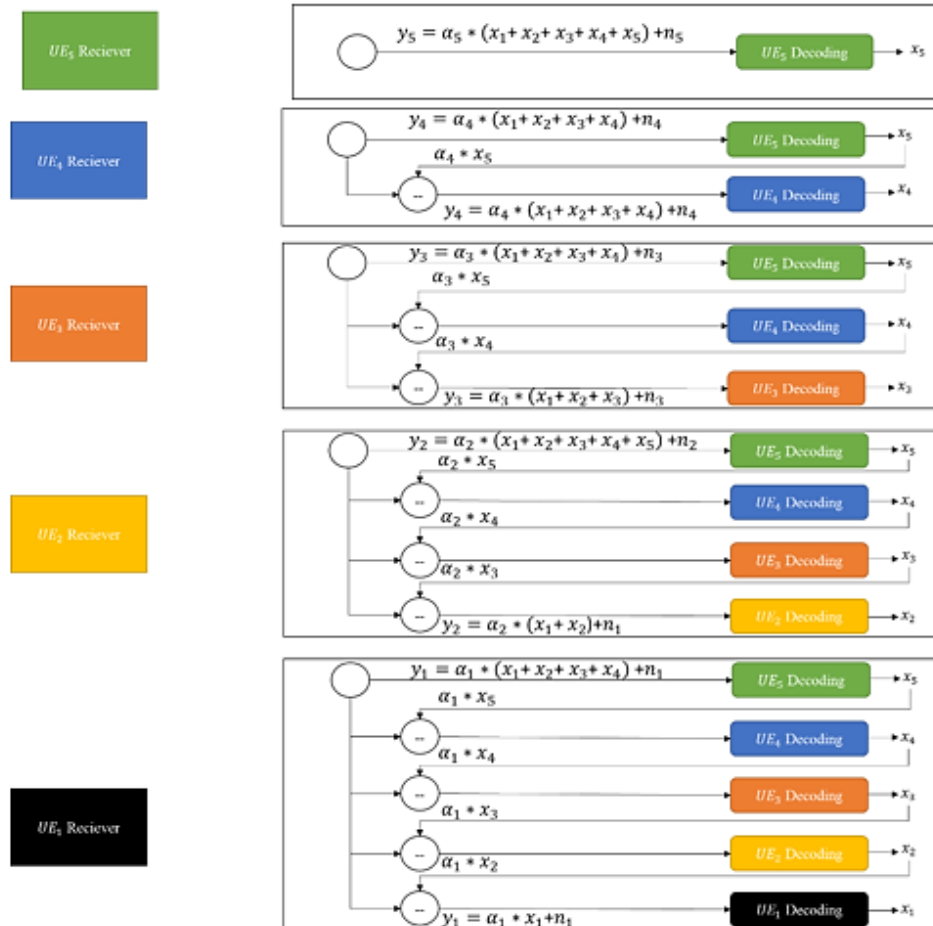 UE₅ Reciever
y₅ = α₅ * (x₁+ x₂+ x₃+ x₄+ x₅) +n₅
UE₅ Decoding
x₅
UE₄ Reciever
y₄ = α₄ * (x₁+ x₂+ x₃+ x₄) +n₄
UE₅ Decoding
x₅
α₄ * x₅
--
UE₄ Decoding
x₄
y₄ = α₄ * (x₁+ x₂+ x₃+ x₄) +n₄
UE₃ Reciever
y₃ = α₃ * (x₁+ x₂+ x₃+ x₄) +n₃
UE₅ Decoding
x₅
α₃ * x₅
--
UE₄ Decoding
x₄
α₃ * x₄
--
UE₃ Decoding
x₃
y₃ = α₃ * (x₁+ x₂+ x₃) +n₃
UE₂ Reciever
y₂ = α₂ * (x₁+ x₂+ x₃+ x₄+ x₅) +n₂
UE₅ Decoding
x₅
α₂ * x₅
--
UE₄ Decoding
x₄
α₂ * x₄
--
UE₃ Decoding
x₃
α₂ * x₃
--
UE₂ Decoding
x₂
y₂ = α₂ * (x₁+ x₂)+n₁
UE₁ Reciever
y₁ = α₁ * (x₁+ x₂+ x₃+ x₄) +n₁
UE₅ Decoding
x₅
α₁ * x₅
--
UE₄ Decoding
x₄
α₁ * x₄
--
UE₃ Decoding
x₃
α₁ * x₃
--
UE₂ Decoding
x₂
α₁ * x₂
--
UE₁ Decoding
x₁
y₁ = α₁ * x₁+n₁